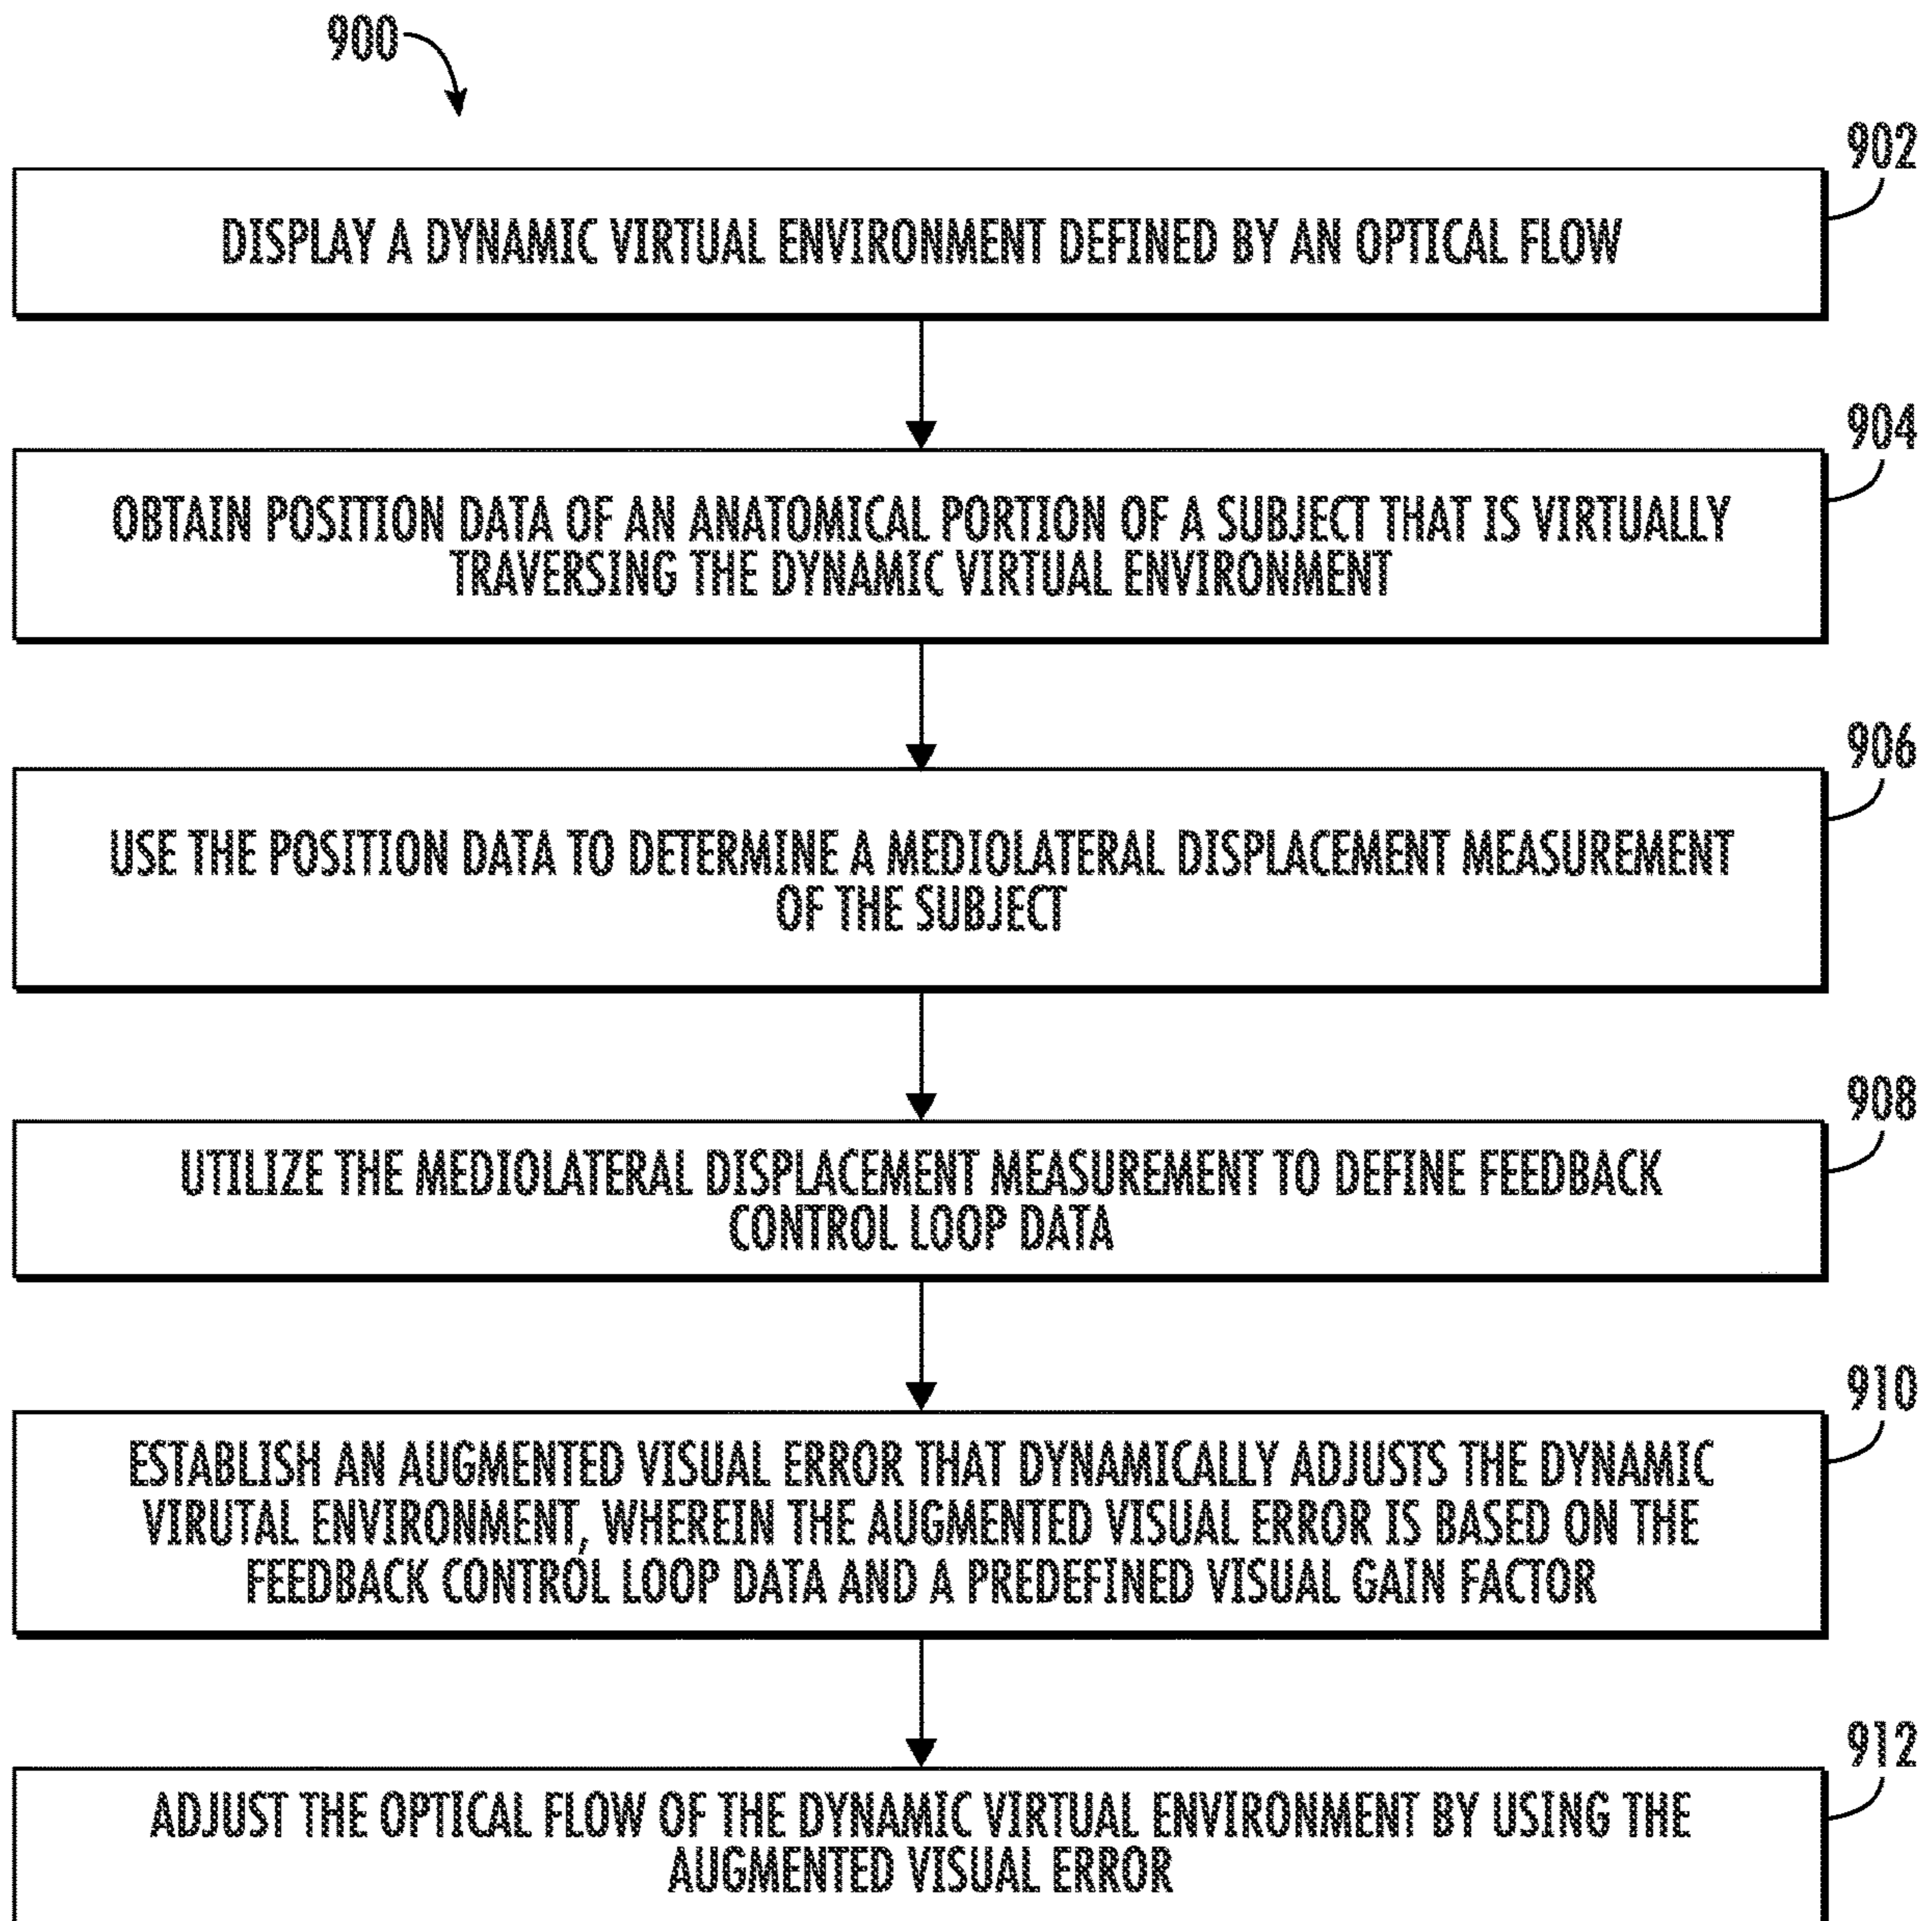 900
902
DISPLAY A DYNAMIC VIRTUAL ENVIRONMENT DEFINED BY AN OPTICAL FLOW
904
OBTAIN POSITION DATA OF AN ANATOMICAL PORTION OF A SUBJECT THAT IS VIRTUALLY
TRAVERSING THE DYNAMIC VIRTUAL ENVIRONMENT
906
USE THE POSITION DATA TO DETERMINE A MEDIOLATERAL DISPLACEMENT MEASUREMENT
OF THE SUBJECT
908
UTILIZE THE MEDIOLATERAL DISPLACEMENT MEASUREMENT TO DEFINE FEEDBACK
CONTROL LOOP DATA
910
ESTABLISH AN AUGMENTED VISUAL ERROR THAT DYNAMICALLY ADJUSTS THE DYNAMIC
VIRUTAL ENVIRONMENT, WHEREIN THE AUGMENTED VISUAL ERROR IS BASED ON THE
FEEDBACK CONTROL LOOP DATA AND A PREDEFINED VISUAL GAIN FACTOR
912
ADJUST THE OPTICAL FLOW OF THE DYNAMIC VIRTUAL ENVIRONMENT BY USING THE
AUGMENTED VISUAL ERROR